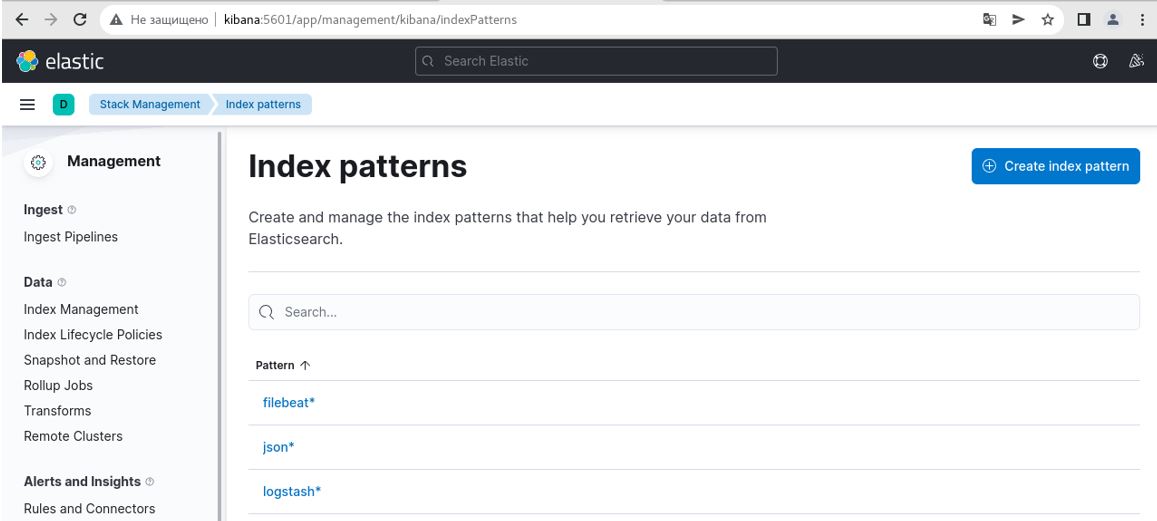 Не защищено
kibana:5601/app/management/kibana/indexPatterns
elastic
Search Elastic
D
Stack Management
Index patterns
Management
Ingest
Ingest Pipelines
Data
Index Management
Index Lifecycle Policies
Snapshot and Restore
Rollup Jobs
Transforms
Remote Clusters
Alerts and Insights
Rules and Connectors
Index patterns
Create index pattern
Create and manage the index patterns that help you retrieve your data from
Elasticsearch.
Search...
Pattern
filebeat*
json*
logstash*